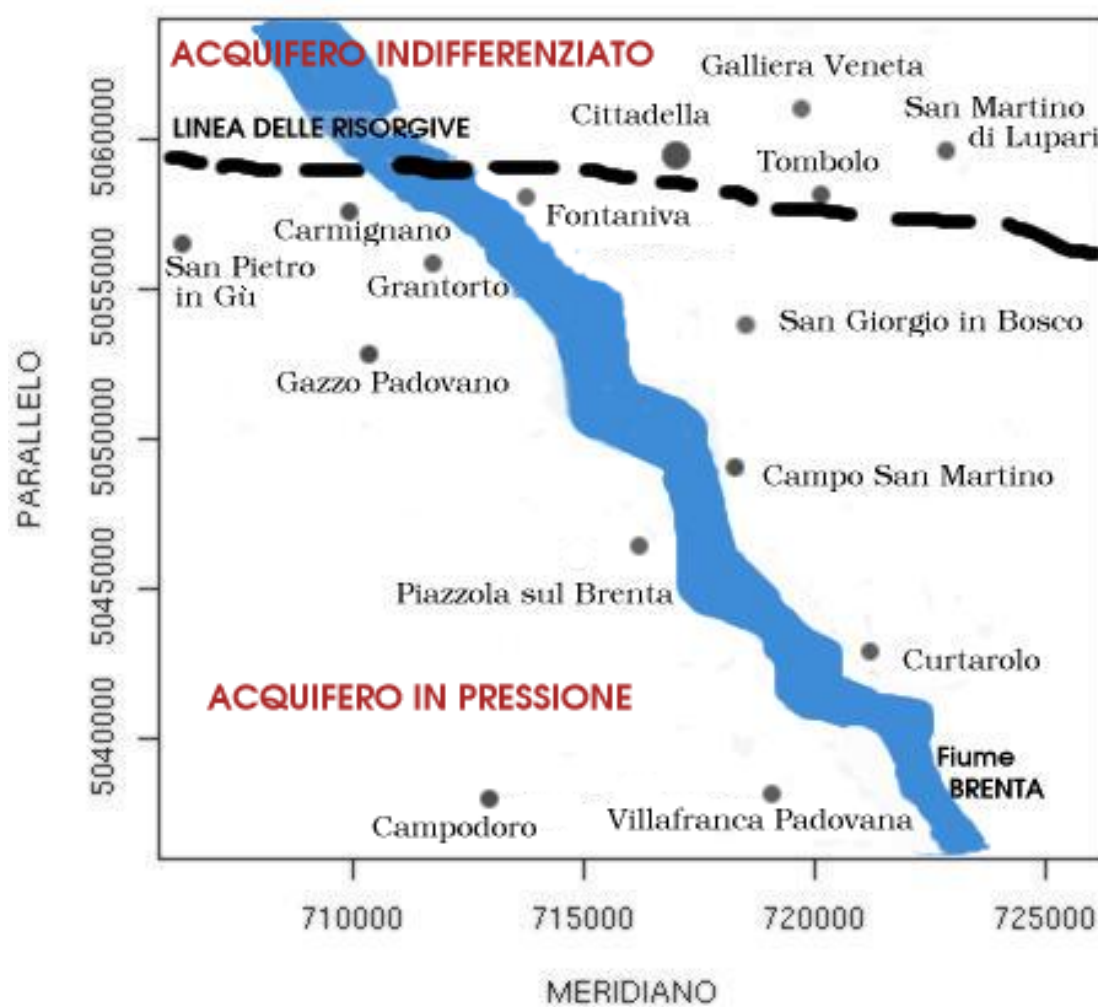 ACQUIFERO INDIFFERENZIATO
Galliera Veneta
San Martino
di Lupari
Cittadella
LINEA DELLE RISORGIVE
Tombolo
Fontaniva
Carmignano
San Pietro
in Gù
Grantorto
San Giorgio in Bosco
Gazzo Padovano
Campo San Martino
Piazzola sul Brenta
Curtarolo
ACQUIFERO IN PRESSIONE
Fiume
BRENTA
Campodoro
Villafranca Padovana
PARALLELO
5060000
5055000
5050000
5045000
5040000
710000
715000
720000
725000
MERIDIANO